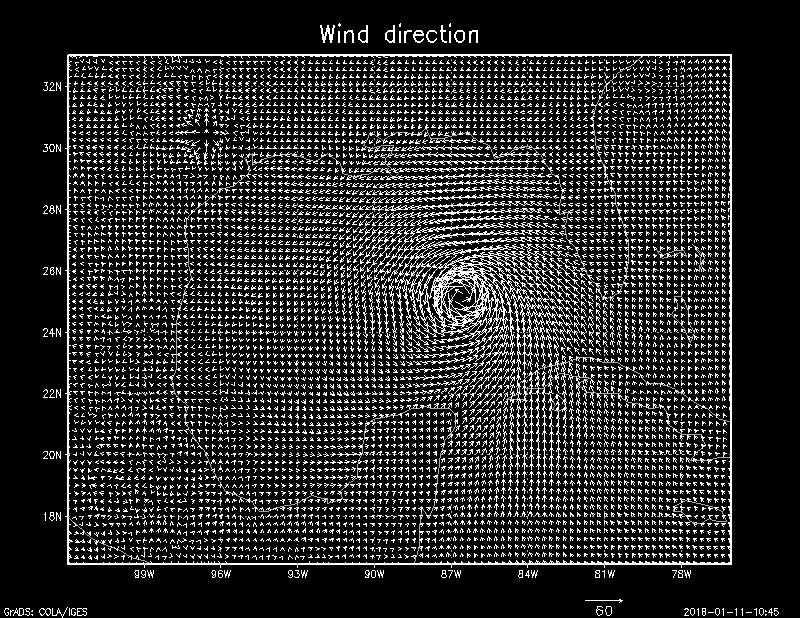 Wind direction
32N
30N
28N
26N
24N
22N
20N
18N
99W 96W 93W 90W 87W 84W 81W 78W
60
GrADS: COLA/IGES 2018-01-11-10:45